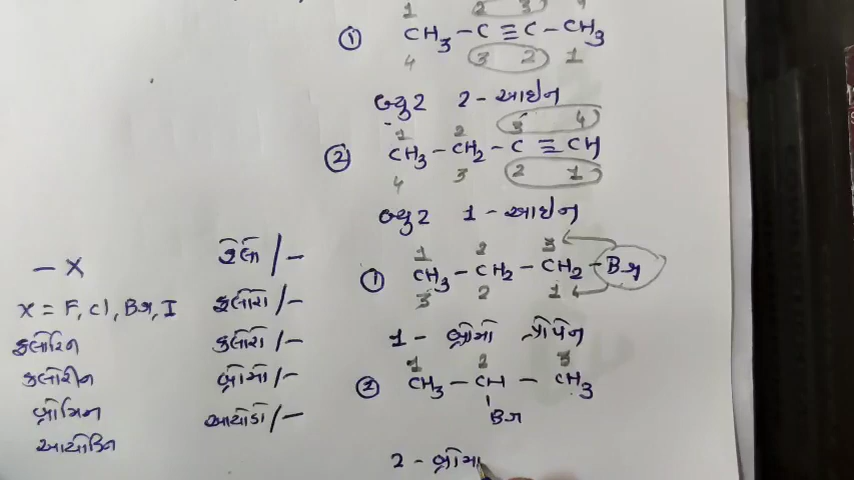 1 2 3 4
① CH3 - C ≡ C - CH3
4 3 2 1
બ્યુટ 2 - આઇન
1 2 3 4
② CH3 - CH2 - C ≡ CH
4 3 2 1
બ્યુટ 1 - આઇન
1 2 3
① CH3 - CH2 - CH2 - Br
3 2 1
1 - બ્રોમો પ્રોપેન
1 2 3
② CH3 - CH - CH3
Br
2 - બ્રોમો
- X હેલો / -
X = F, Cl, Br, I ફ્લોરો / -
ફ્લોરિન ક્લોરો / -
ક્લોરીન બ્રોમો / -
બ્રોમિન આયોડો / -
આયોડિન